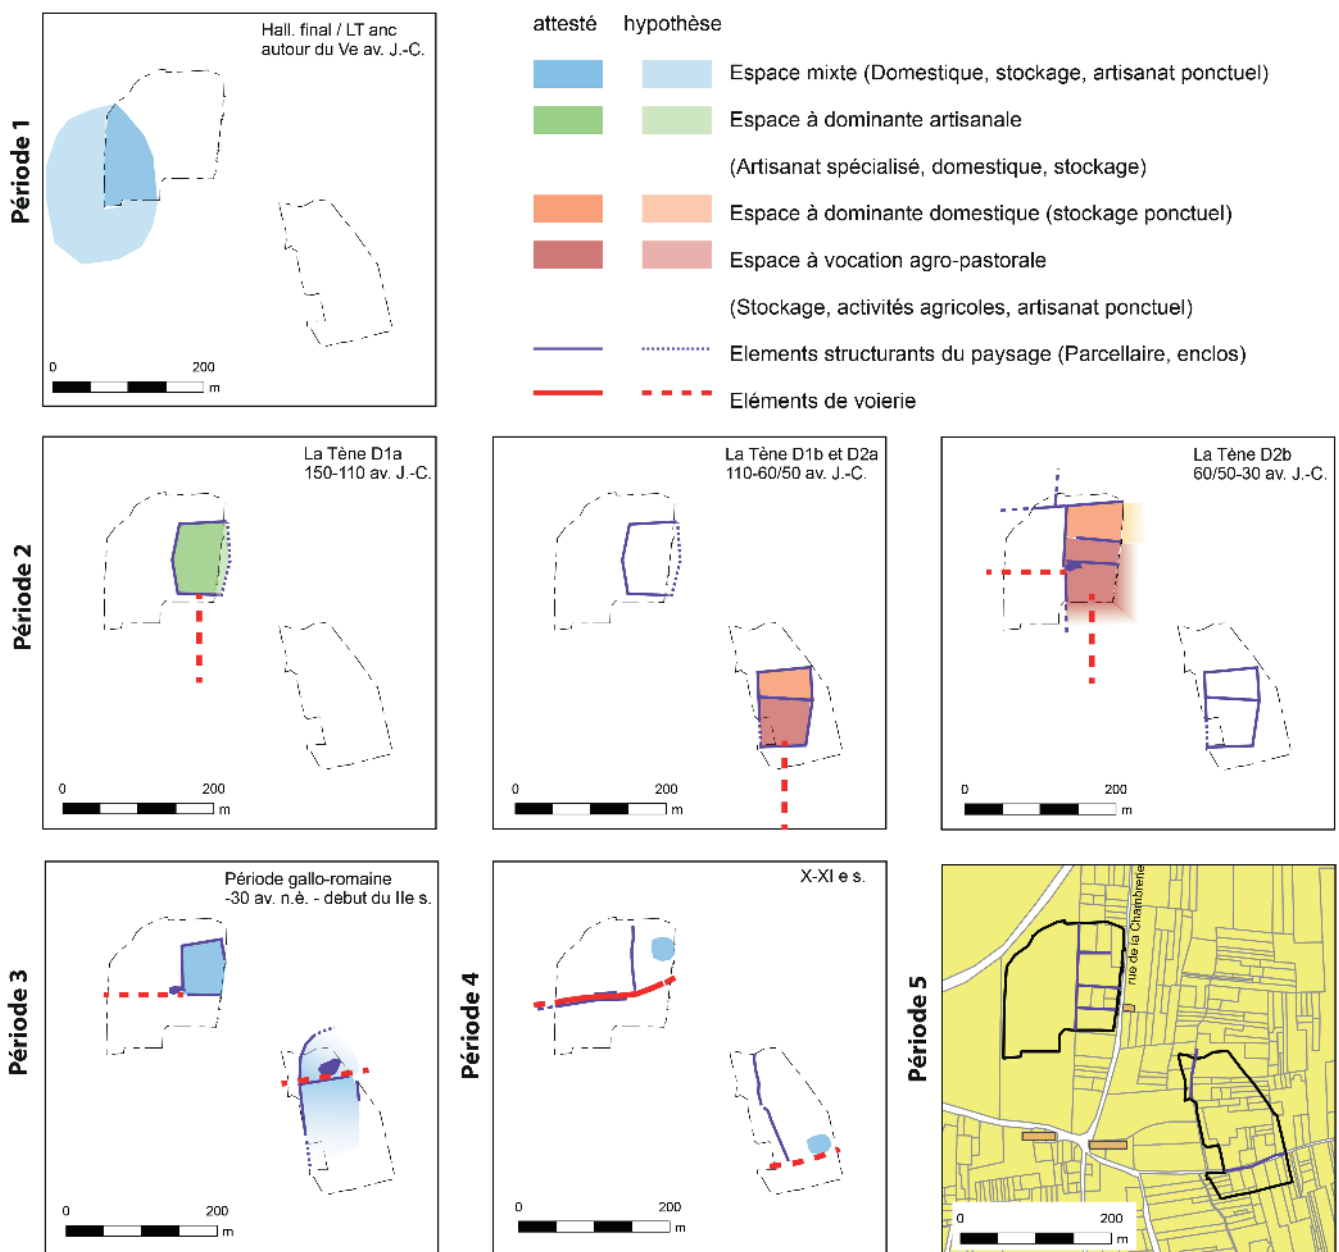 Hall. final / LT anc
autour du Ve av. J.-C.
Période 1
0 200
m
attesté hypothèse
Espace mixte (Domestique, stockage, artisanat ponctuel)
Espace à dominante artisanale
(Artisanat spécialisé, domestique, stockage)
Espace à dominante domestique (stockage ponctuel)
Espace à vocation agro-pastorale
(Stockage, activités agricoles, artisanat ponctuel)
Elements structurants du paysage (Parcellaire, enclos)
Eléments de voierie
Période 2
La Tène D1a
150-110 av. J.-C.
0 200
m
La Tène D1b et D2a
110-60/50 av. J.-C.
0 200
m
La Tène D2b
60/50-30 av. J.-C.
0 200
m
Période 3
Période gallo-romaine
-30 av. n.è. - debut du IIe s.
0 200
m
Période 4
X-XI e s.
0 200
m
Période 5
rue de la Chambrerie
0 200
m